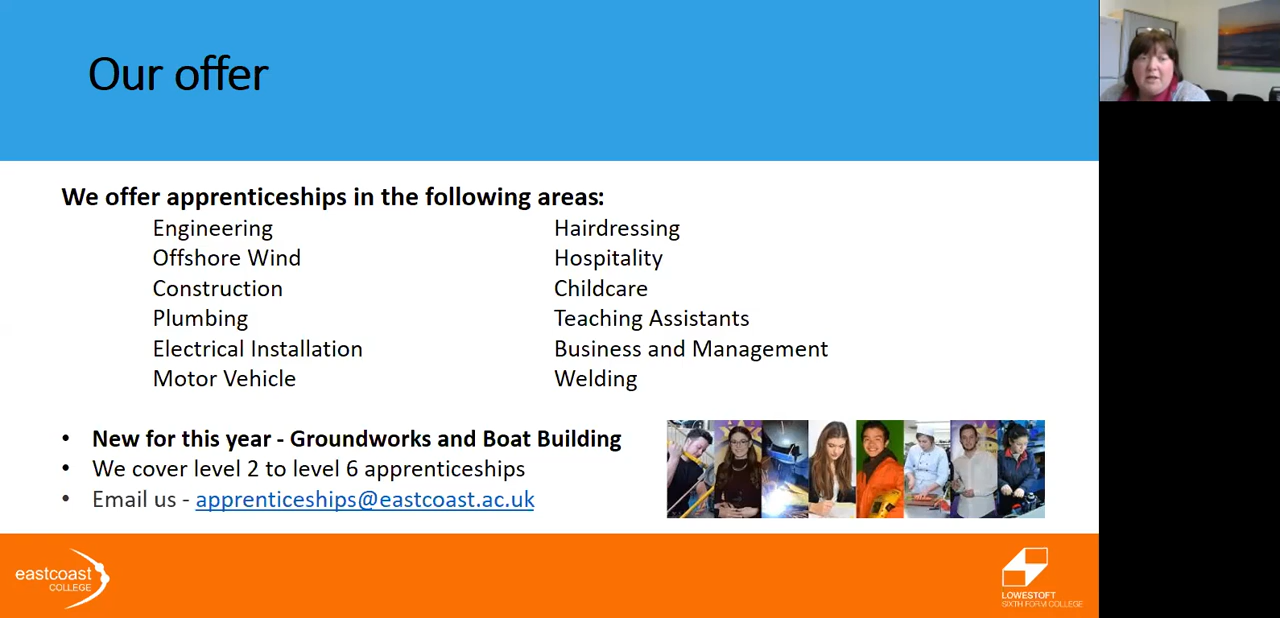 Our offer
We offer apprenticeships in the following areas:
Engineering
Offshore Wind
Construction
Plumbing
Electrical Installation
Motor Vehicle
Hairdressing
Hospitality
Childcare
Teaching Assistants
Business and Management
Welding
• New for this year - Groundworks and Boat Building
• We cover level 2 to level 6 apprenticeships
• Email us - apprenticeships@eastcoast.ac.uk
eastcoast
COLLEGE
LOWESTOFT
SIXTH FORM COLLEGE